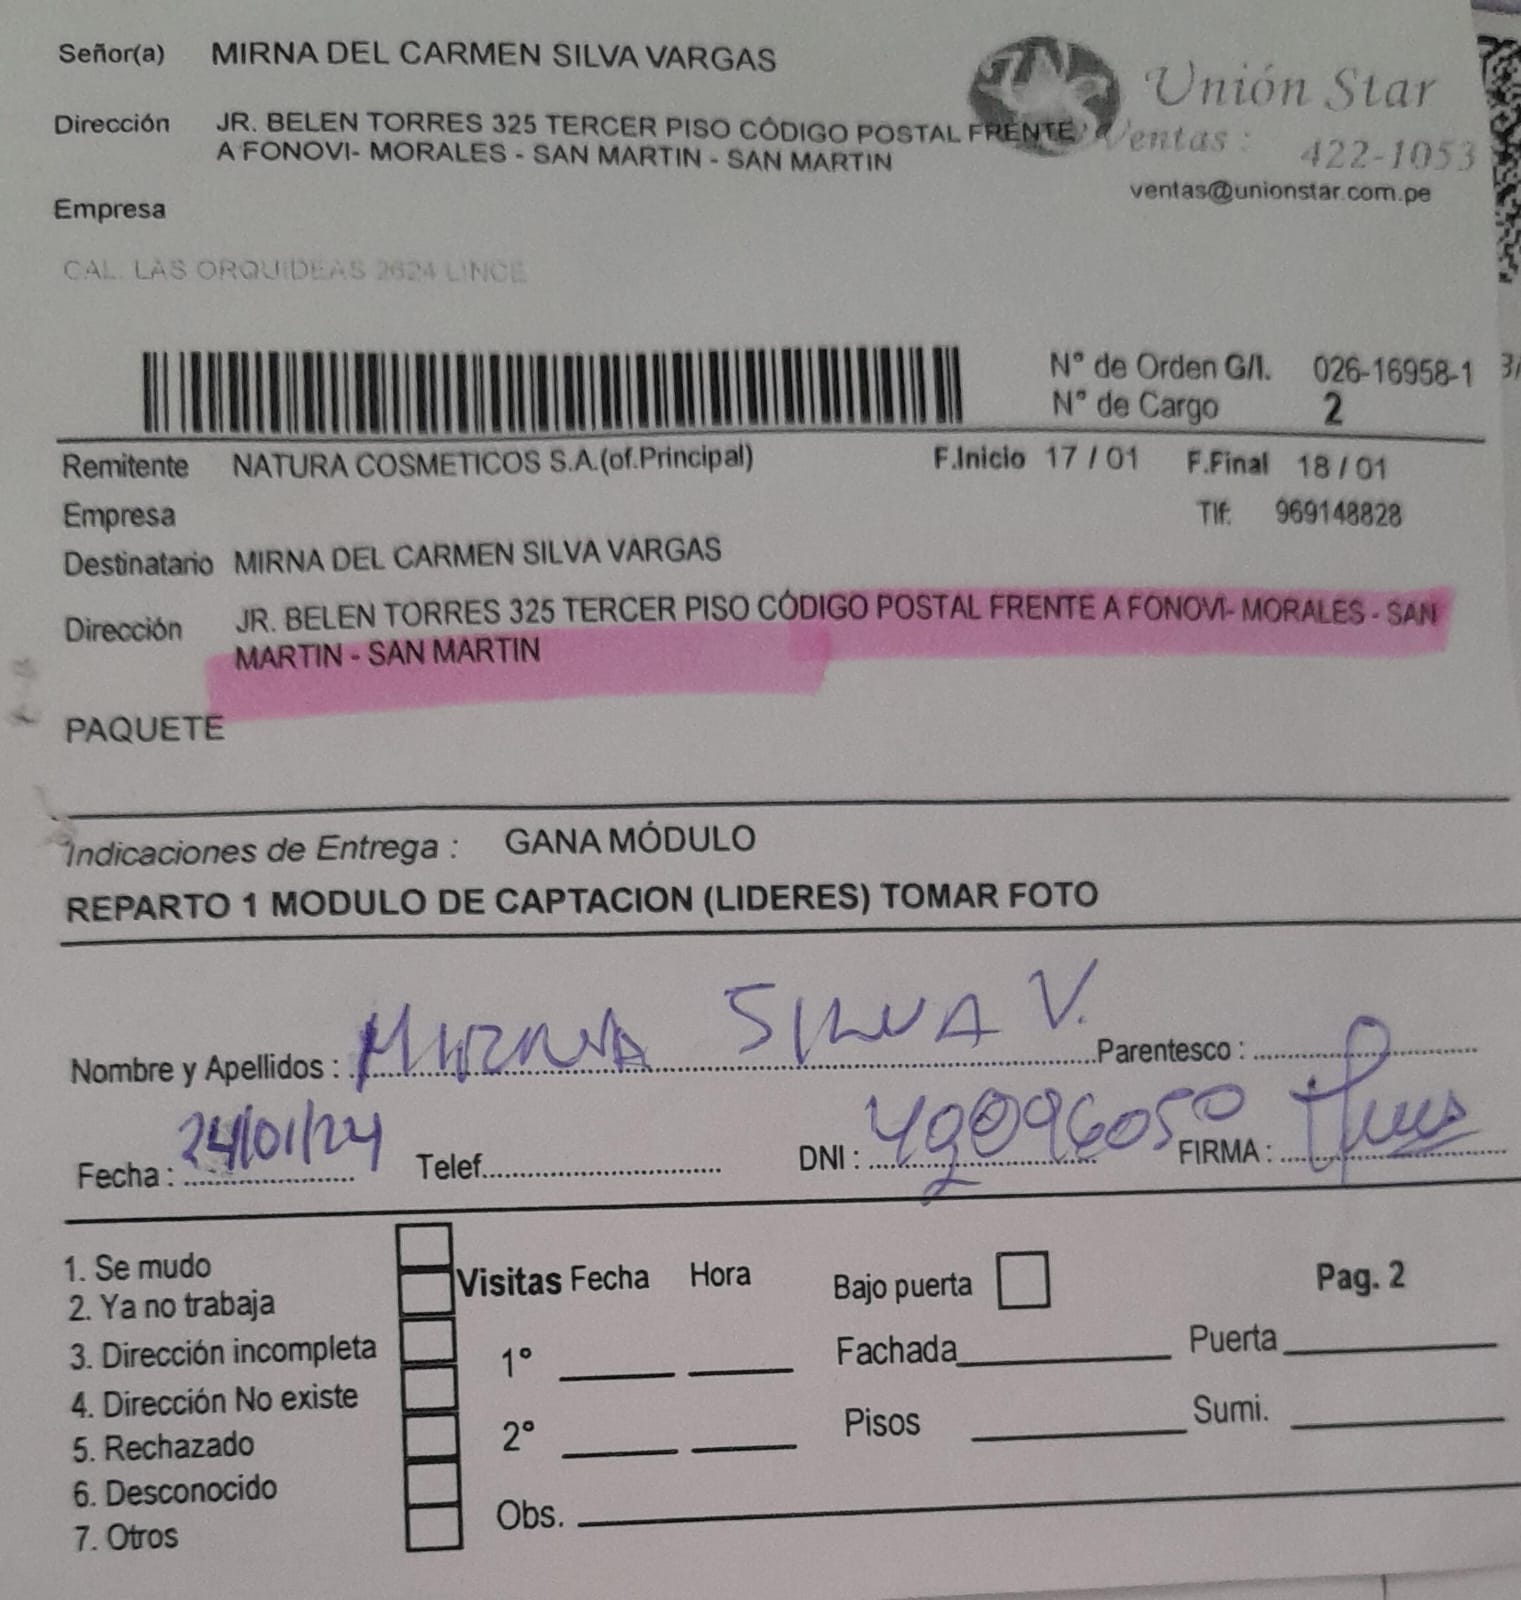 Señor(a) MIRNA DEL CARMEN SILVA VARGAS
Unión Star
Dirección JR. BELEN TORRES 325 TERCER PISO CÓDIGO POSTAL FRENTE
A FONOVI- MORALES - SAN MARTIN - SAN MARTIN
Ventas : 422-1053
ventas@unionstar.com.pe
Empresa
CAL. LAS ORQUIDEAS 2624 LINCE
N° de Orden G/I. 026-16958-1
N° de Cargo 2
Remitente NATURA COSMETICOS S.A.(of.Principal) F.Inicio 17 / 01 F.Final 18 / 01
Empresa Tlf: 969148828
Destinatario MIRNA DEL CARMEN SILVA VARGAS
Dirección JR. BELEN TORRES 325 TERCER PISO CÓDIGO POSTAL FRENTE A FONOVI- MORALES - SAN
MARTIN - SAN MARTIN
PAQUETE
Indicaciones de Entrega : GANA MÓDULO
REPARTO 1 MODULO DE CAPTACION (LIDERES) TOMAR FOTO
Nombre y Apellidos : MIRNA SILVA V. Parentesco :
Fecha : 24/01/24 Telef. DNI : FIRMA :
1. Se mudo
2. Ya no trabaja
3. Dirección incompleta
4. Dirección No existe
5. Rechazado
6. Desconocido
7. Otros
Visitas Fecha Hora
1°
2°
Obs.
Bajo puerta Pag. 2
Fachada Puerta
Pisos Sumi.